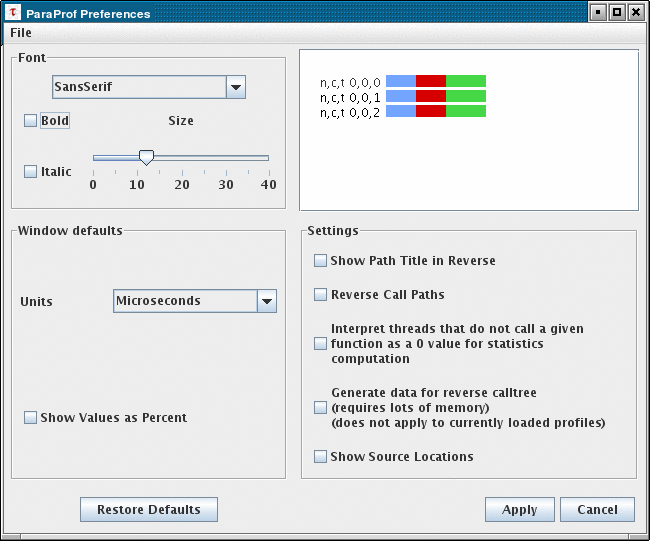 τ ParaProf Preferences
File
Font
SansSerif
Bold
Size
Italic
0 10 20 30 40
n,c,t 0,0,0
n,c,t 0,0,1
n,c,t 0,0,2
Window defaults
Units
Microseconds
Show Values as Percent
Settings
Show Path Title in Reverse
Reverse Call Paths
Interpret threads that do not call a given
function as a 0 value for statistics
computation
Generate data for reverse calltree
(requires lots of memory)
(does not apply to currently loaded profiles)
Show Source Locations
Restore Defaults
Apply
Cancel